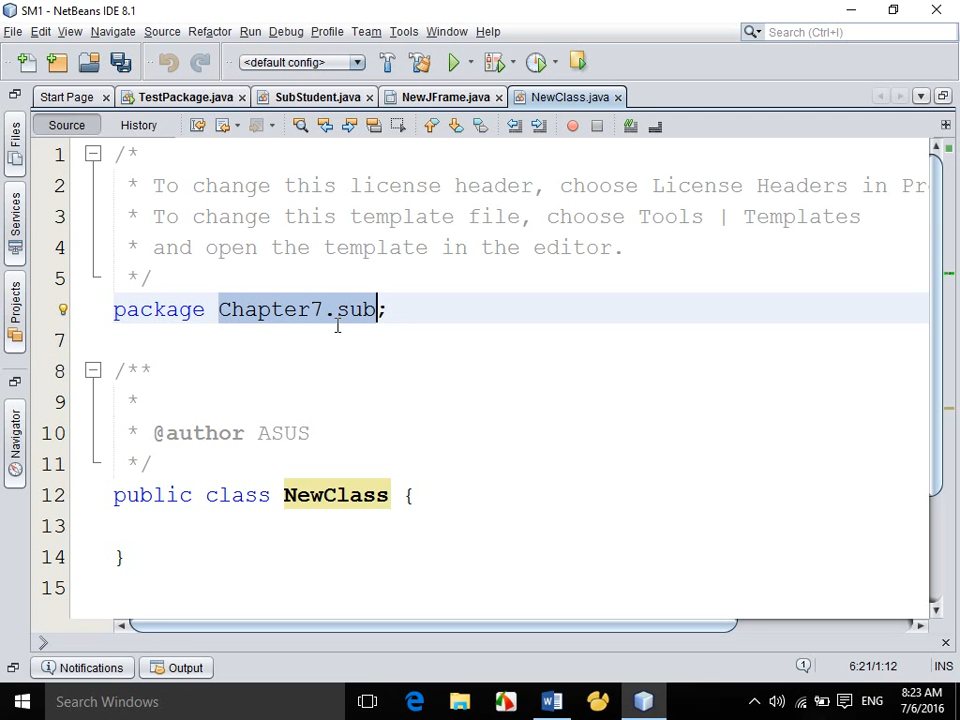 SM1 - NetBeans IDE 8.1
File Edit View Navigate Source Refactor Run Debug Profile Team Tools Window Help
Search (Ctrl+I)
<default config>
Start Page
TestPackage.java
SubStudent.java
NewJFrame.java
NewClass.java
Source
History
Files
Services
Projects
Navigator
1 /*
2 * To change this license header, choose License Headers in Pr
3 * To change this template file, choose Tools | Templates
4 * and open the template in the editor.
5 */
package Chapter7.sub;
7
8 /**
9 *
10 * @author ASUS
11 */
12 public class NewClass {
13
14 }
15
Notifications
Output
1
6:21/1:12
INS
Search Windows
ENG
8:23 AM
7/6/2016